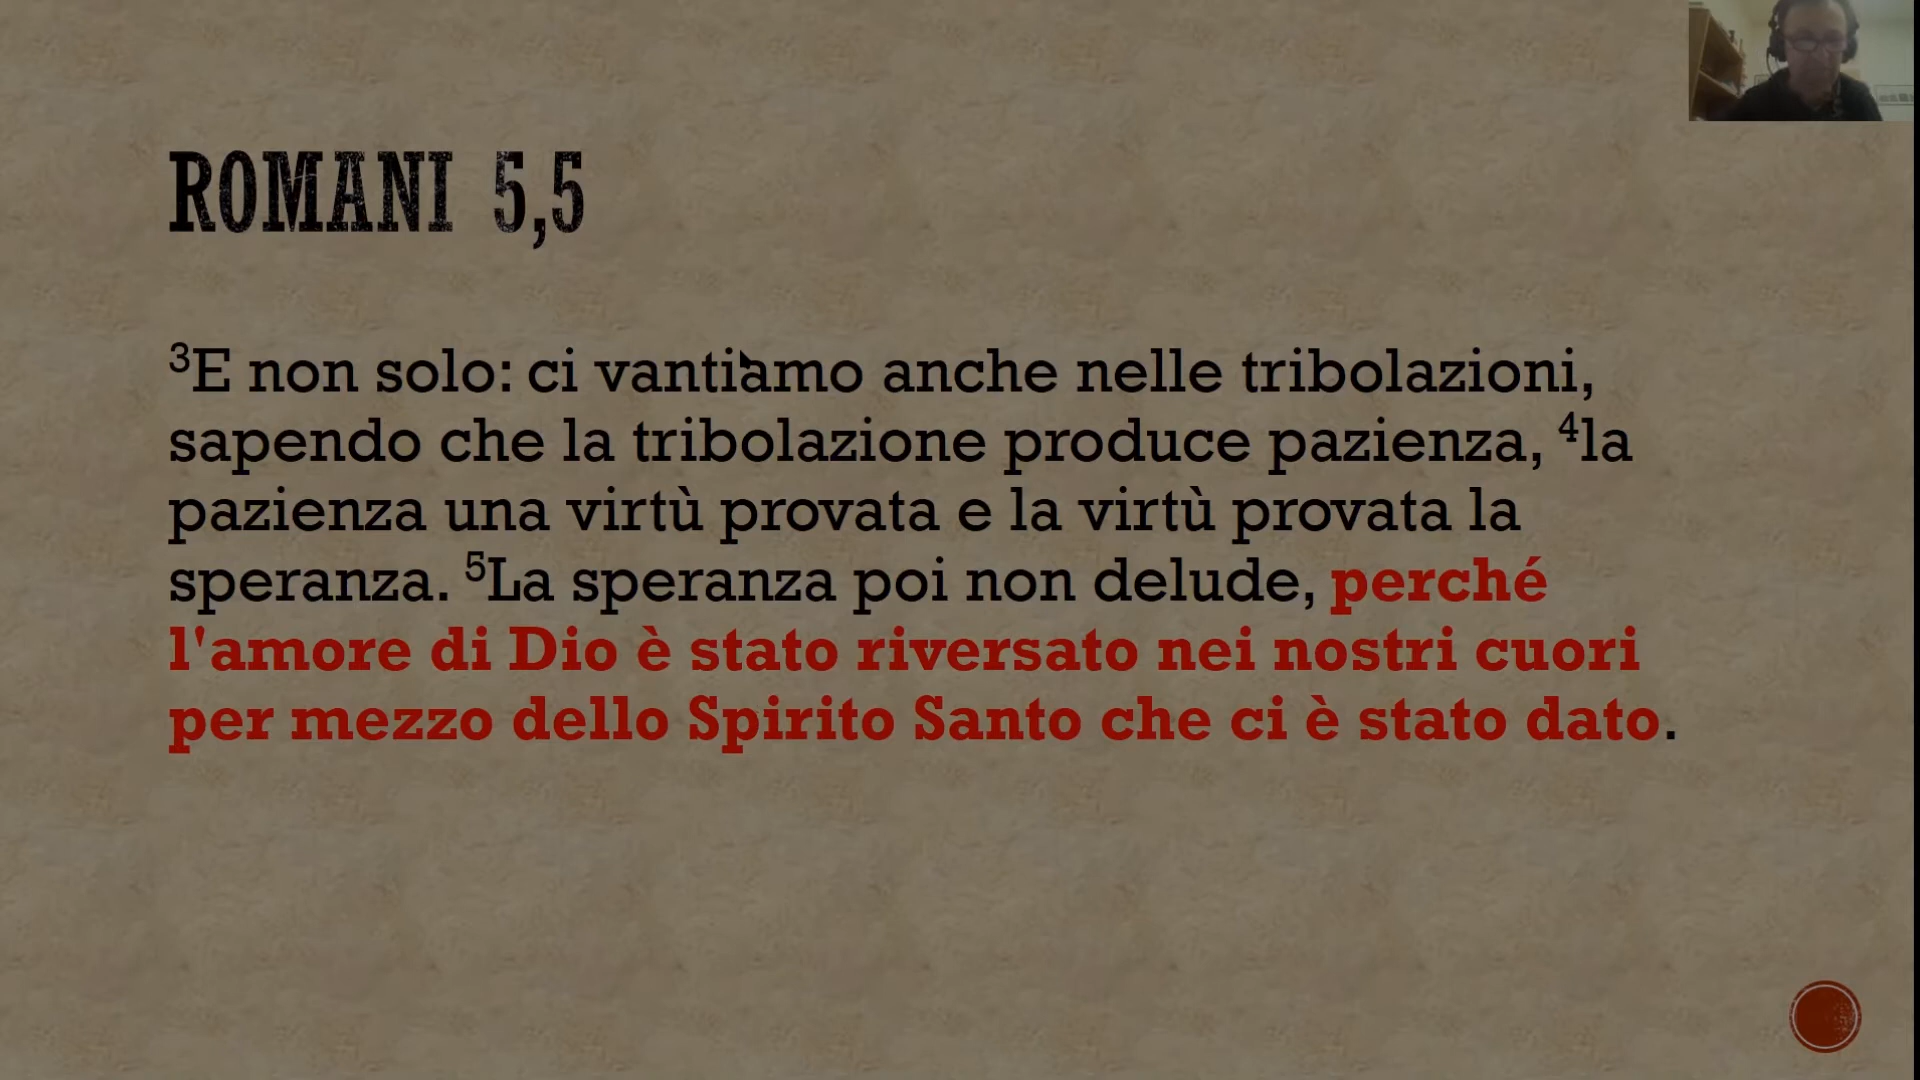 ROMANI 5,5
³E non solo: ci vantiamo anche nelle tribolazioni,
sapendo che la tribolazione produce pazienza, ⁴la
pazienza una virtù provata e la virtù provata la
speranza. ⁵La speranza poi non delude, perché
l'amore di Dio è stato riversato nei nostri cuori
per mezzo dello Spirito Santo che ci è stato dato.